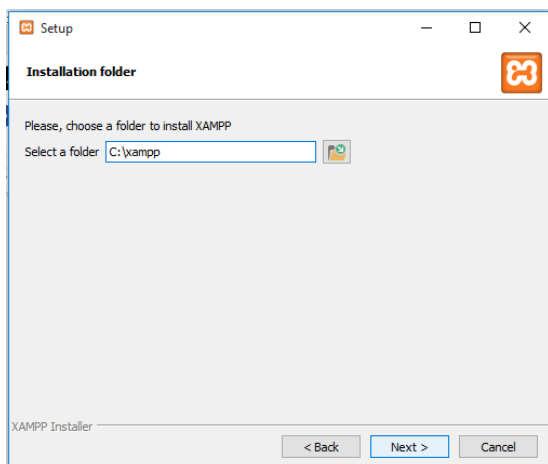 Setup
Installation folder
Please, choose a folder to install XAMPP
Select a folder C:\xampp
XAMPP Installer
< Back Next > Cancel